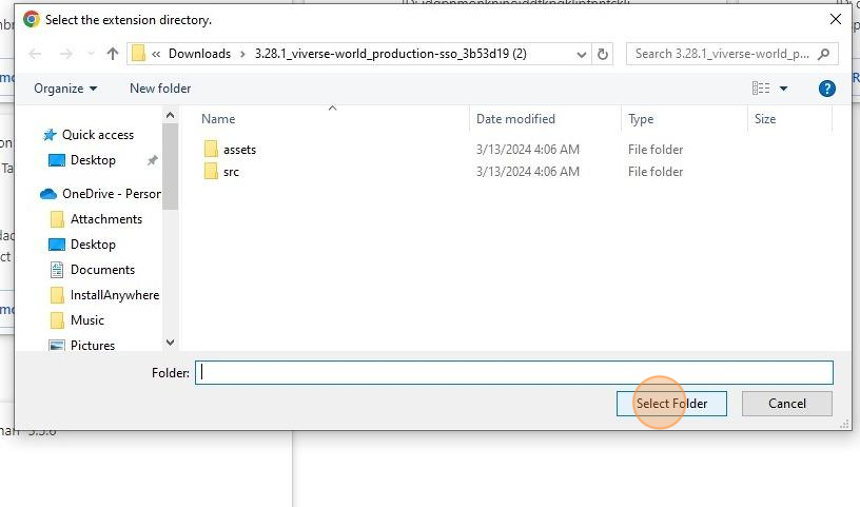 Select the extension directory.
« Downloads › 3.28.1_viverse-world_production-sso_3b53d19 (2)
Search 3.28.1_viverse-world_p...
Organize
New folder
Name
Date modified
Type
Size
Quick access
Desktop
OneDrive - Person
Attachments
Desktop
Documents
InstallAnywhere
Music
Pictures
assets 3/13/2024 4:06 AM File folder
src 3/13/2024 4:06 AM File folder
Folder:
Select Folder
Cancel